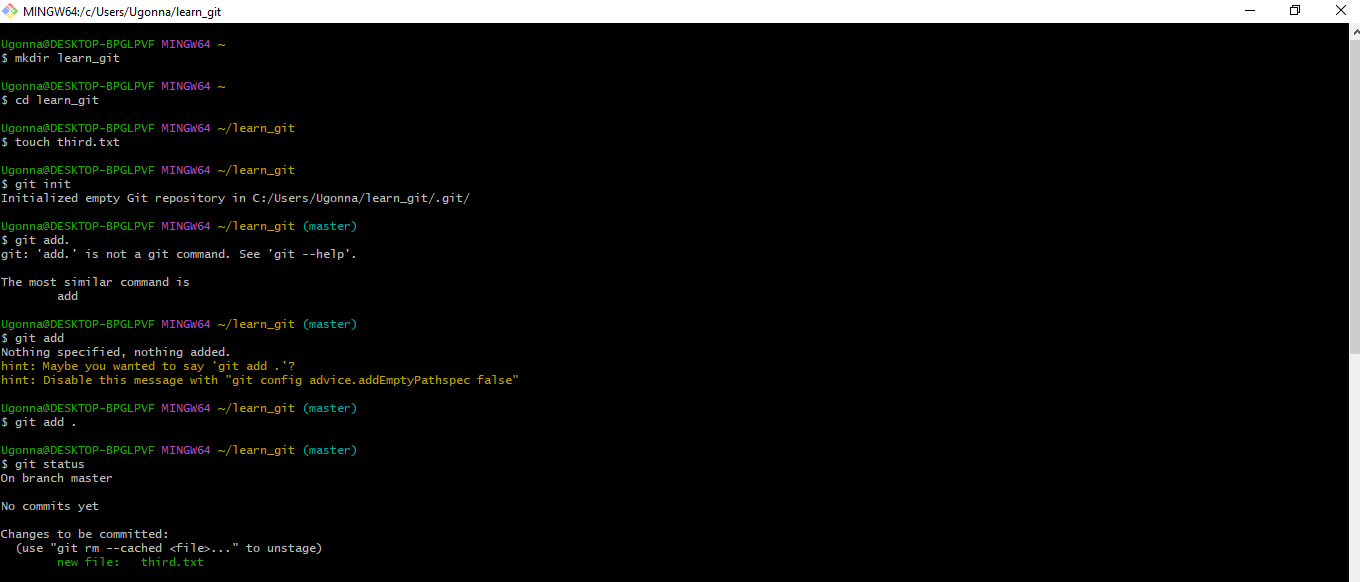 MINGW64:/c/Users/Ugonna/learn_git
Ugonna@DESKTOP-BPGLPVF MINGW64 ~
$ mkdir learn_git
Ugonna@DESKTOP-BPGLPVF MINGW64 ~
$ cd learn_git
Ugonna@DESKTOP-BPGLPVF MINGW64 ~/learn_git
$ touch third.txt
Ugonna@DESKTOP-BPGLPVF MINGW64 ~/learn_git
$ git init
Initialized empty Git repository in C:/Users/Ugonna/learn_git/.git/
Ugonna@DESKTOP-BPGLPVF MINGW64 ~/learn_git (master)
$ git add.
git: 'add.' is not a git command. See 'git --help'.
The most similar command is
        add
Ugonna@DESKTOP-BPGLPVF MINGW64 ~/learn_git (master)
$ git add
Nothing specified, nothing added.
hint: Maybe you wanted to say 'git add .'?
hint: Disable this message with "git config advice.addEmptyPathspec false"
Ugonna@DESKTOP-BPGLPVF MINGW64 ~/learn_git (master)
$ git add .
Ugonna@DESKTOP-BPGLPVF MINGW64 ~/learn_git (master)
$ git status
On branch master
No commits yet
Changes to be committed:
  (use "git rm --cached <file>..." to unstage)
        new file:   third.txt